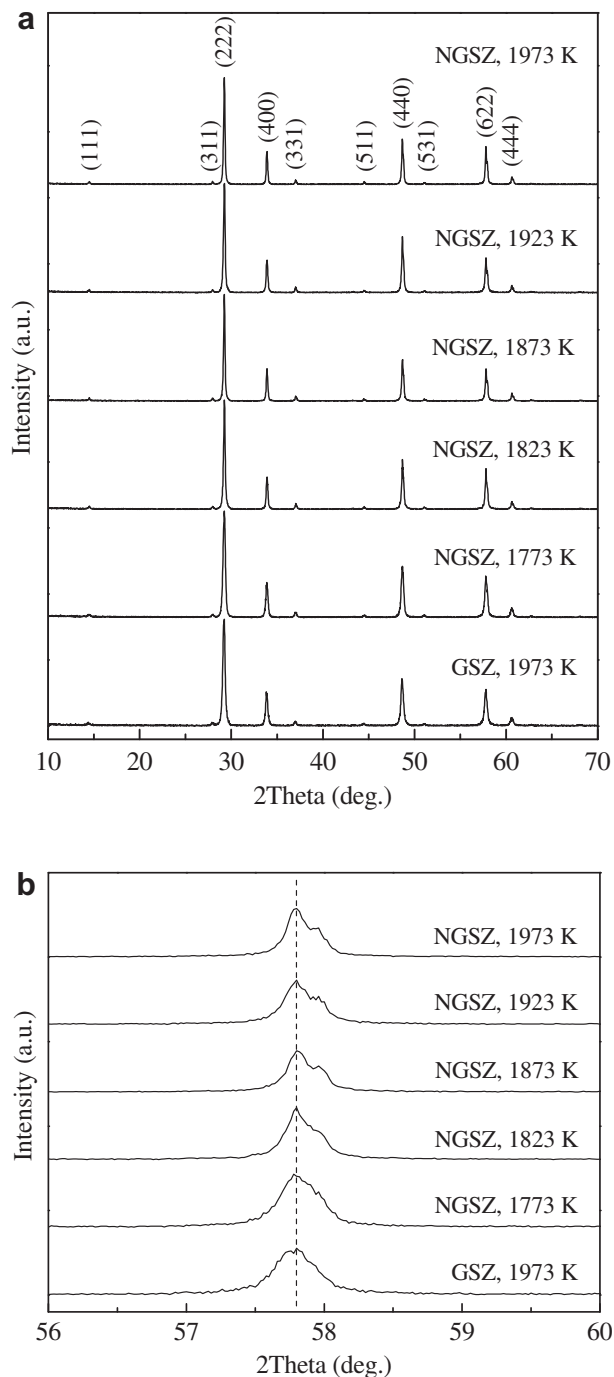 a
NGSZ, 1973 K
(111)
(311)
(222)
(400)
(331)
(511)
(440)
(531)
(622)
(444)
NGSZ, 1923 K
NGSZ, 1873 K
NGSZ, 1823 K
NGSZ, 1773 K
GSZ, 1973 K
Intensity (a.u.)
10 20 30 40 50 60 70
2Theta (deg.)
b
NGSZ, 1973 K
NGSZ, 1923 K
NGSZ, 1873 K
NGSZ, 1823 K
NGSZ, 1773 K
GSZ, 1973 K
Intensity (a.u.)
56 57 58 59 60
2Theta (deg.)